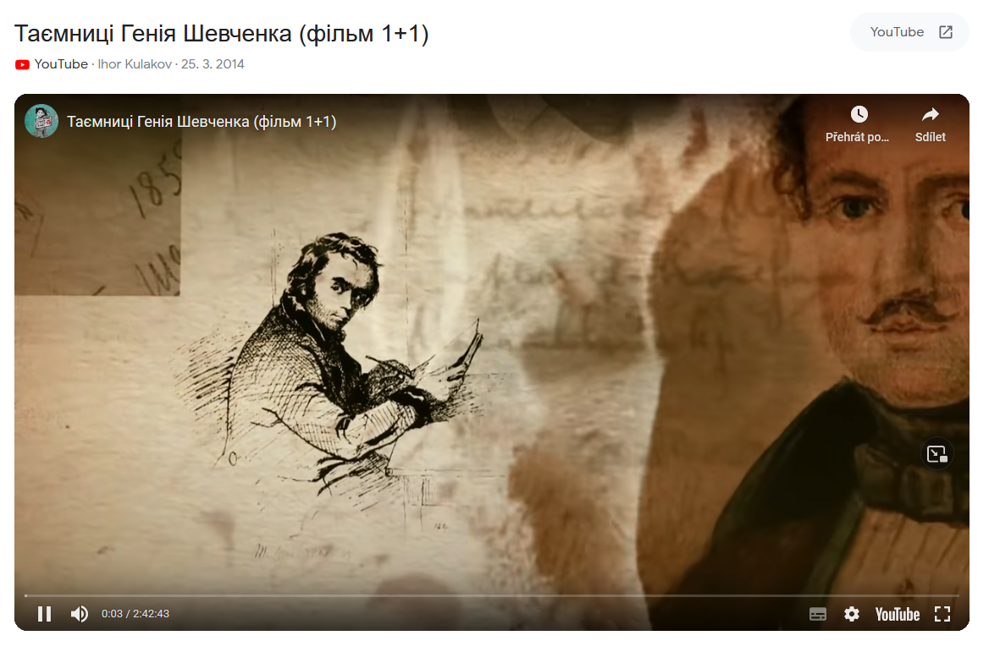 Таємниці Генія Шевченка (фільм 1+1)
YouTube
YouTube · Ihor Kulakov · 25. 3. 2014
Таємниці Генія Шевченка (фільм 1+1)
Přehrát po...
Sdílet
185
0:03 / 2:42:43
YouTube